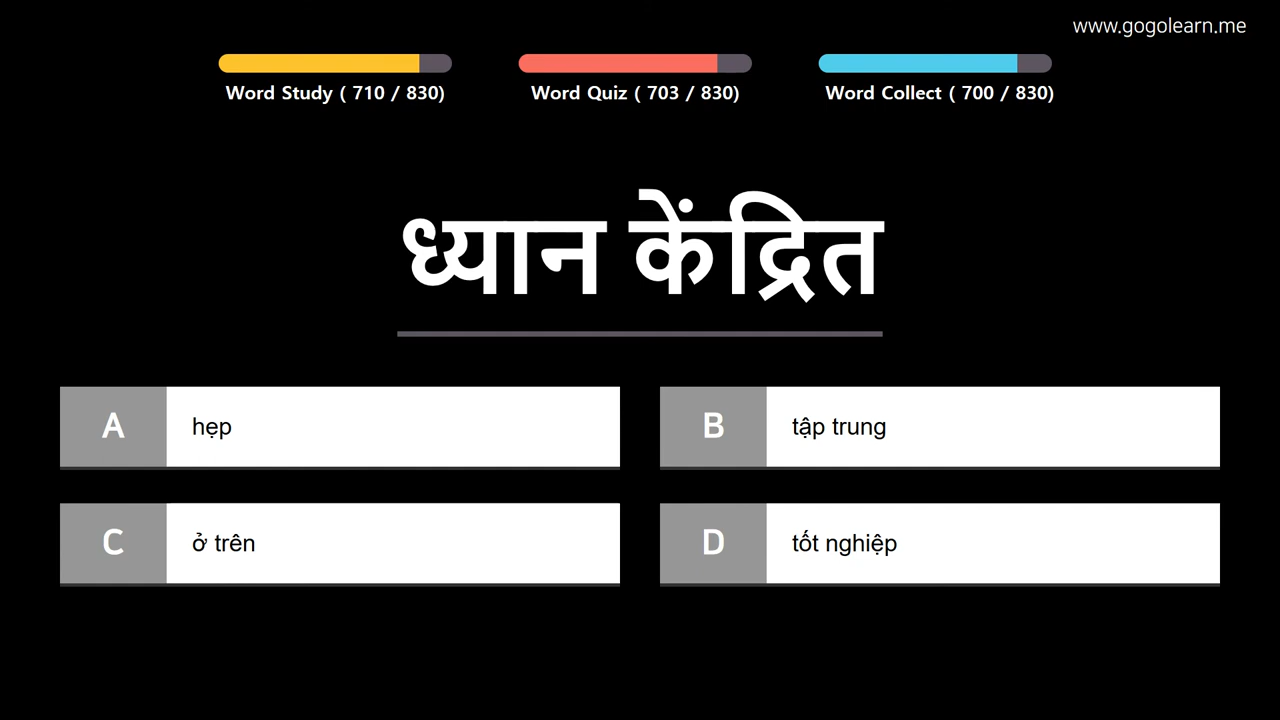 www.gogolearn.me
Word Study ( 710 / 830)
Word Quiz ( 703 / 830)
Word Collect ( 700 / 830)
ध्यान केंद्रित
A hẹp
B tập trung
C ở trên
D tốt nghiệp